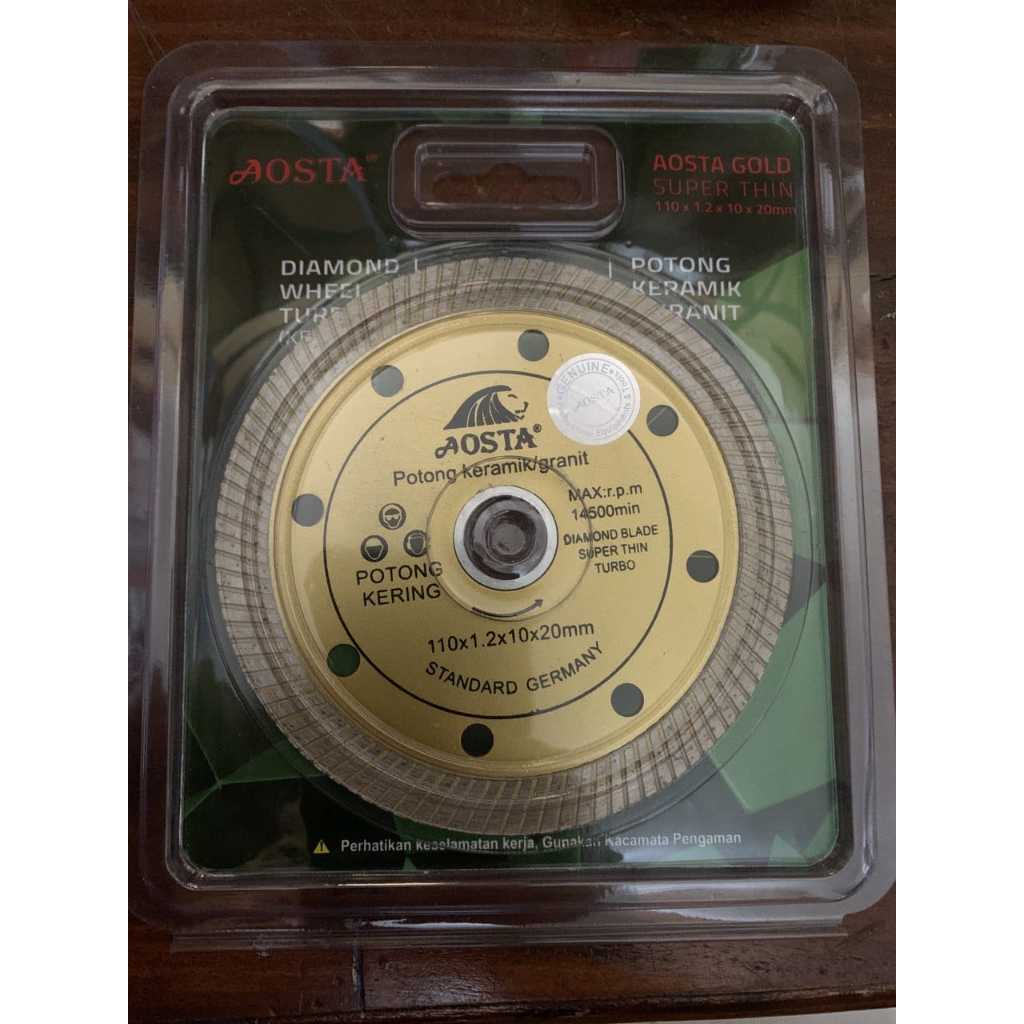 AOSTA
AOSTA GOLD
SUPER THIN
110 x 1.2 x 10 x 20mm
DIAMOND
WHEEL
POTONG
KERAMIK
GENUINE
AOSTA
AOSTA®
Potong keramik/granit
MAX:r.p.m
14500min
DIAMOND BLADE
SUPER THIN
TURBO
POTONG
KERING
110x1.2x10x20mm
STANDARD GERMANY
Perhatikan keselamatan kerja, Gunakan Kacamata Pengaman